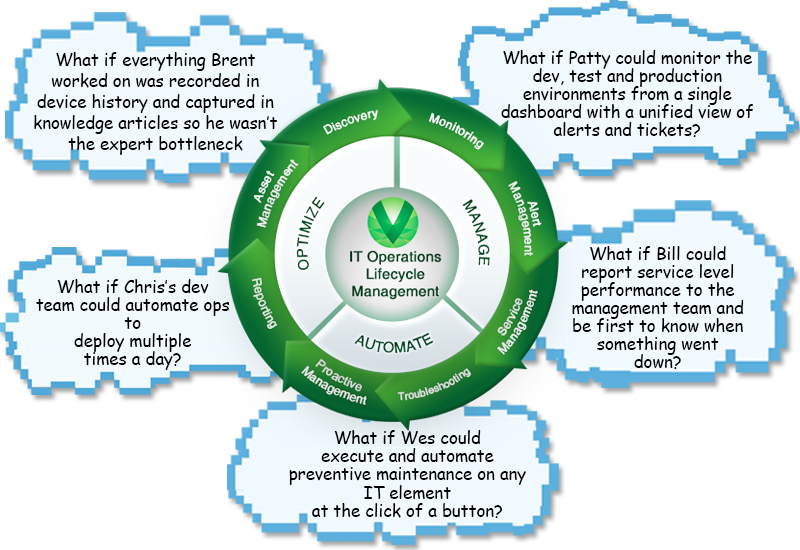 What if everything Brent
worked on was recorded in
device history and captured in
knowledge articles so he wasn't
the expert bottleneck
What if Patty could monitor the
dev, test and production
environments from a single
dashboard with a unified view of
alerts and tickets?
Discovery
Monitoring
Asset
Management
Alert
Management
OPTIMIZE
MANAGE
IT Operations
Lifecycle
Management
What if Chris's dev
team could automate ops
to
deploy multiple
times a day?
What if Bill could
report service level
performance to the
management team and
be first to know when
something went
down?
Reporting
Service
Management
AUTOMATE
Proactive
Management
Troubleshooting
What if Wes could
execute and automate
preventive maintenance on any
IT element
at the click of a button?